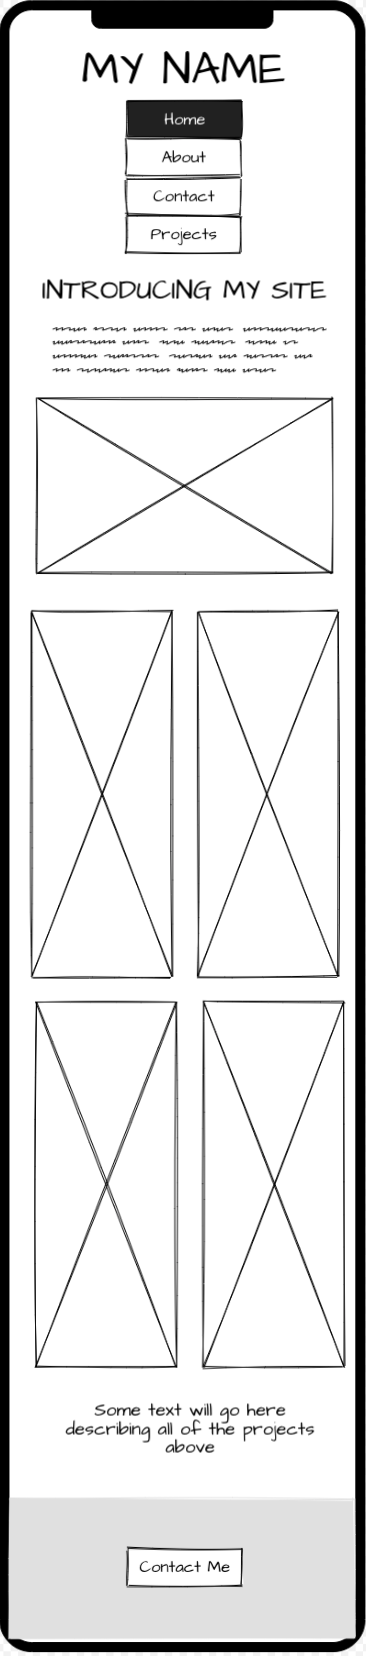 MY NAME
Home
About
Contact
Projects
INTRODUCING MY SITE
Some text will go here
describing all of the projects
above
Contact Me